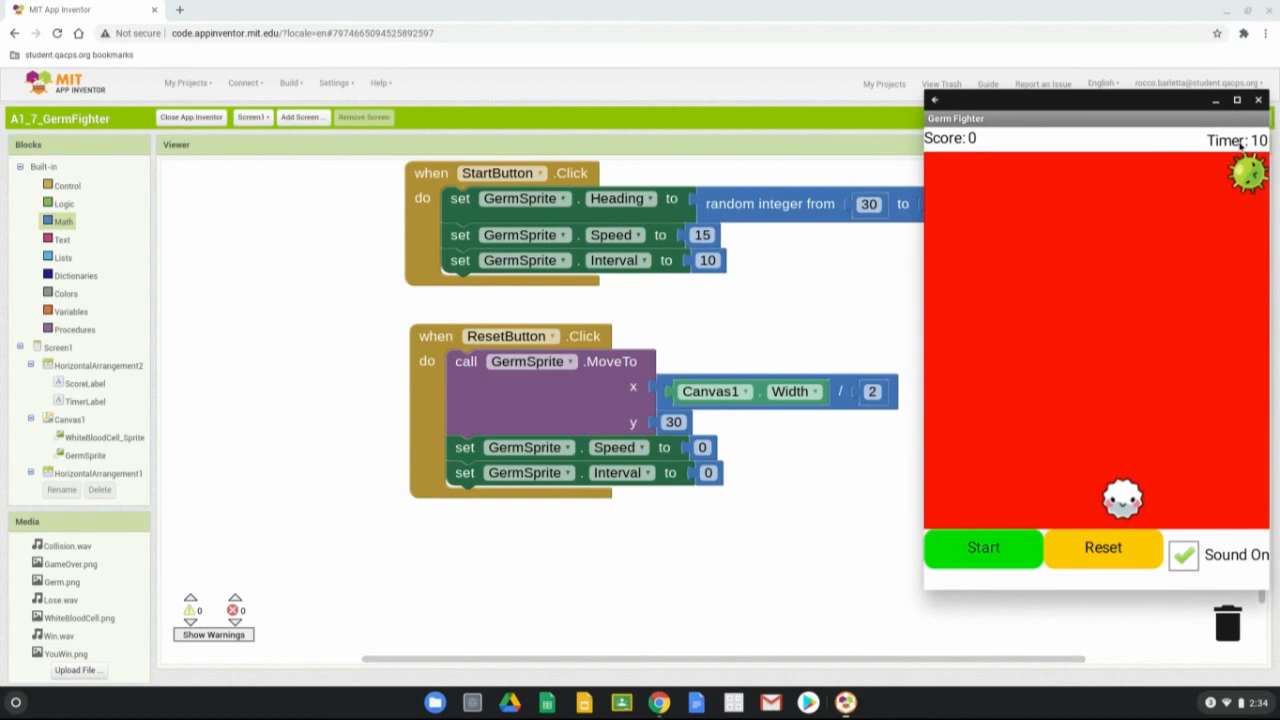 MIT App Inventor
Not secure code.appinventor.mit.edu/?locale=en#7974665094525892597
student.qacps.org bookmarks
MIT
APP INVENTOR
My Projects
Connect
Build
Settings
Help
My Projects
View Trash
Guide
Report an Issue
English
rocco.barletta@student.qacps.org
A1_7_GermFighter
Close App Inventor
Screen1
Add Screen ...
Remove Screen
Blocks
Built-in
Control
Logic
Math
Text
Lists
Dictionaries
Colors
Variables
Procedures
Screen1
HorizontalArrangement2
ScoreLabel
TimerLabel
Canvas1
WhiteBloodCell_Sprite
GermSprite
HorizontalArrangement1
Rename Delete
Media
Collision.wav
GameOver.png
Germ.png
Lose.wav
WhiteBloodCell.png
Win.wav
YouWin.png
Upload File ...
Viewer
when StartButton .Click
do set GermSprite . Heading to random integer from 30 to
set GermSprite . Speed to 15
set GermSprite . Interval to 10
when ResetButton .Click
do call GermSprite .MoveTo
x Canvas1 . Width / 2
y 30
set GermSprite . Speed to 0
set GermSprite . Interval to 0
0 0
Show Warnings
Germ Fighter
Score: 0 Timer: 10
Start Reset Sound On
2:34